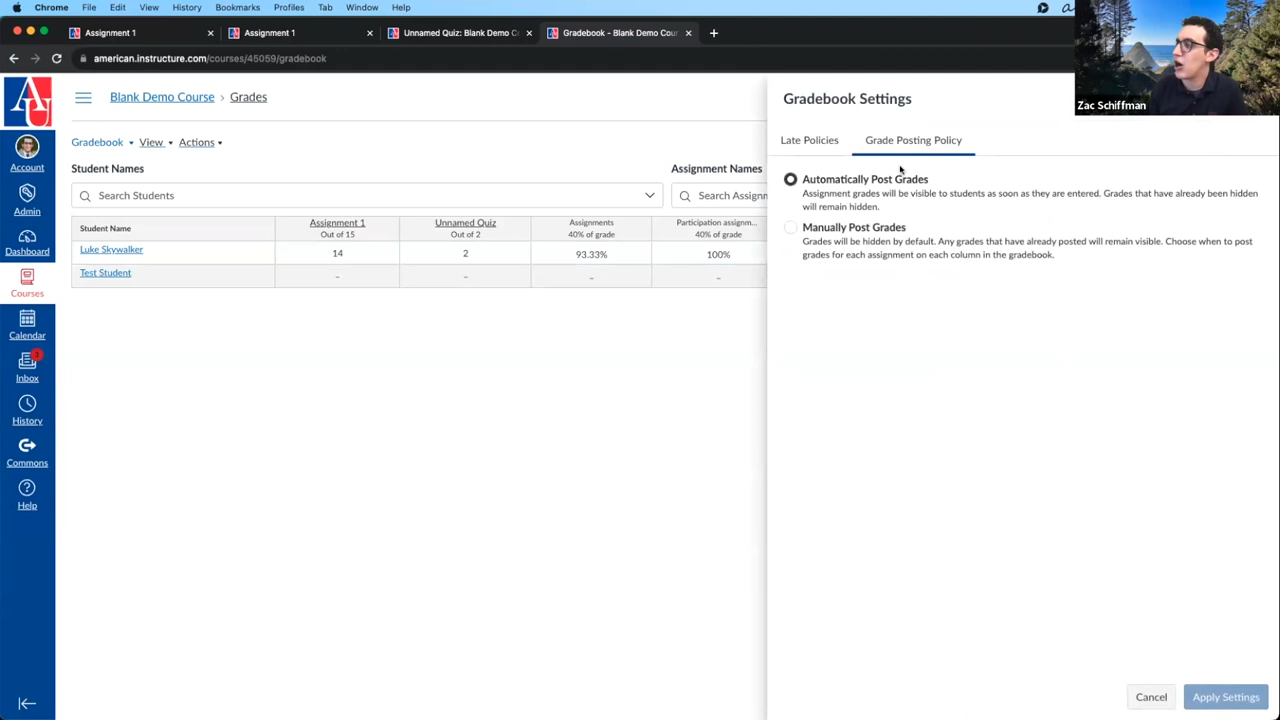 Chrome File Edit View History Bookmarks Profiles Tab Window Help
Assignment 1
Assignment 1
Unnamed Quiz: Blank Demo C
Gradebook - Blank Demo Cour
american.instructure.com/courses/45059/gradebook
Zac Schiffman
AU
Account
Admin
Dashboard
Courses
Calendar
3
Inbox
History
Commons
Help
Blank Demo Course › Grades
Gradebook View Actions
Student Names
Search Students
Assignment Names
Search Assignm
Student Name
Assignment 1
Out of 15
Unnamed Quiz
Out of 2
Assignments
40% of grade
Participation assignm...
40% of grade
Luke Skywalker 14 2 93.33% 100%
Test Student – – – –
Gradebook Settings
Late Policies Grade Posting Policy
Automatically Post Grades
Assignment grades will be visible to students as soon as they are entered. Grades that have already been hidden
will remain hidden.
Manually Post Grades
Grades will be hidden by default. Any grades that have already posted will remain visible. Choose when to post
grades for each assignment on each column in the gradebook.
Cancel Apply Settings